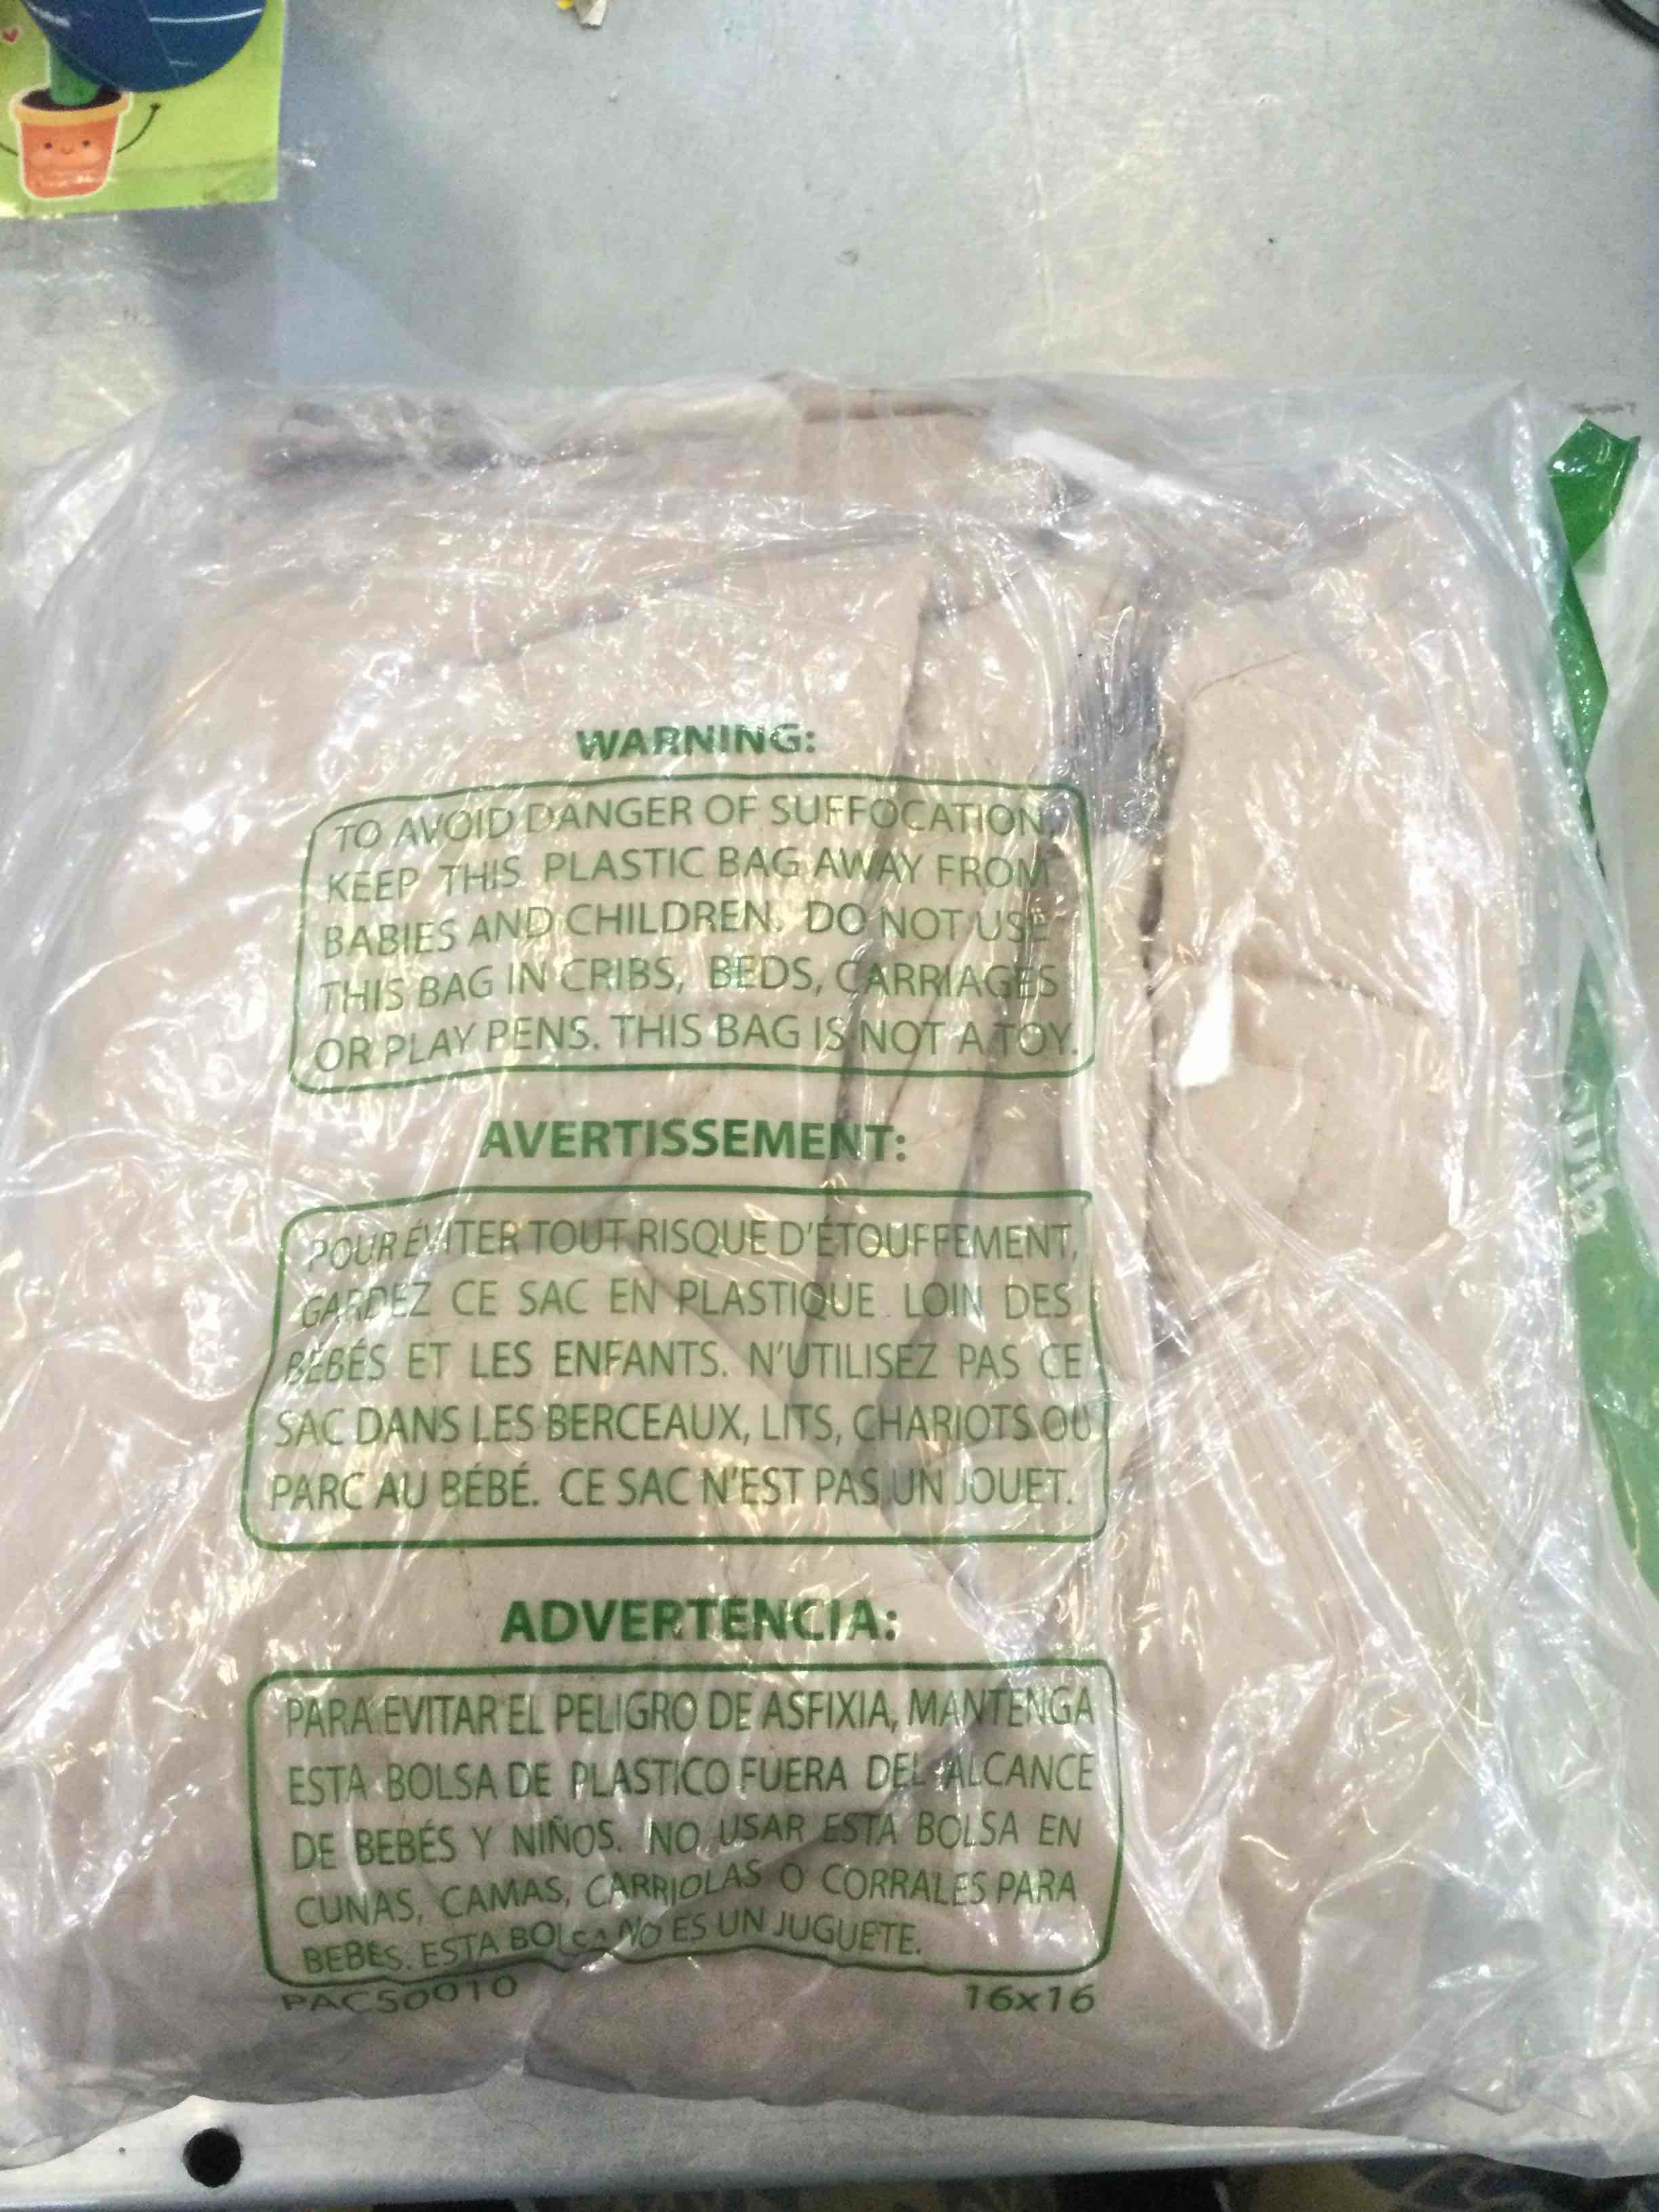 WARNING:
TO AVOID DANGER OF SUFFOCATION,
KEEP THIS PLASTIC BAG AWAY FROM
BABIES AND CHILDREN. DO NOT USE
THIS BAG IN CRIBS, BEDS, CARRIAGES
OR PLAY PENS. THIS BAG IS NOT A TOY.
AVERTISSEMENT:
POUR ÉVITER TOUT RISQUE D'ÉTOUFFEMENT,
GARDEZ CE SAC EN PLASTIQUE LOIN DES
BÉBÉS ET LES ENFANTS. N'UTILISEZ PAS CE
SAC DANS LES BERCEAUX, LITS, CHARIOTS OU
PARC AU BÉBÉ. CE SAC N'EST PAS UN JOUET.
ADVERTENCIA:
PARA EVITAR EL PELIGRO DE ASFIXIA, MANTENGA
ESTA BOLSA DE PLASTICO FUERA DEL ALCANCE
DE BEBÉS Y NIÑOS. NO USAR ESTA BOLSA EN
CUNAS, CAMAS, CARRIOLAS O CORRALES PARA
BEBES. ESTA BOLSA NO ES UN JUGUETE.
PAC50010 16x16